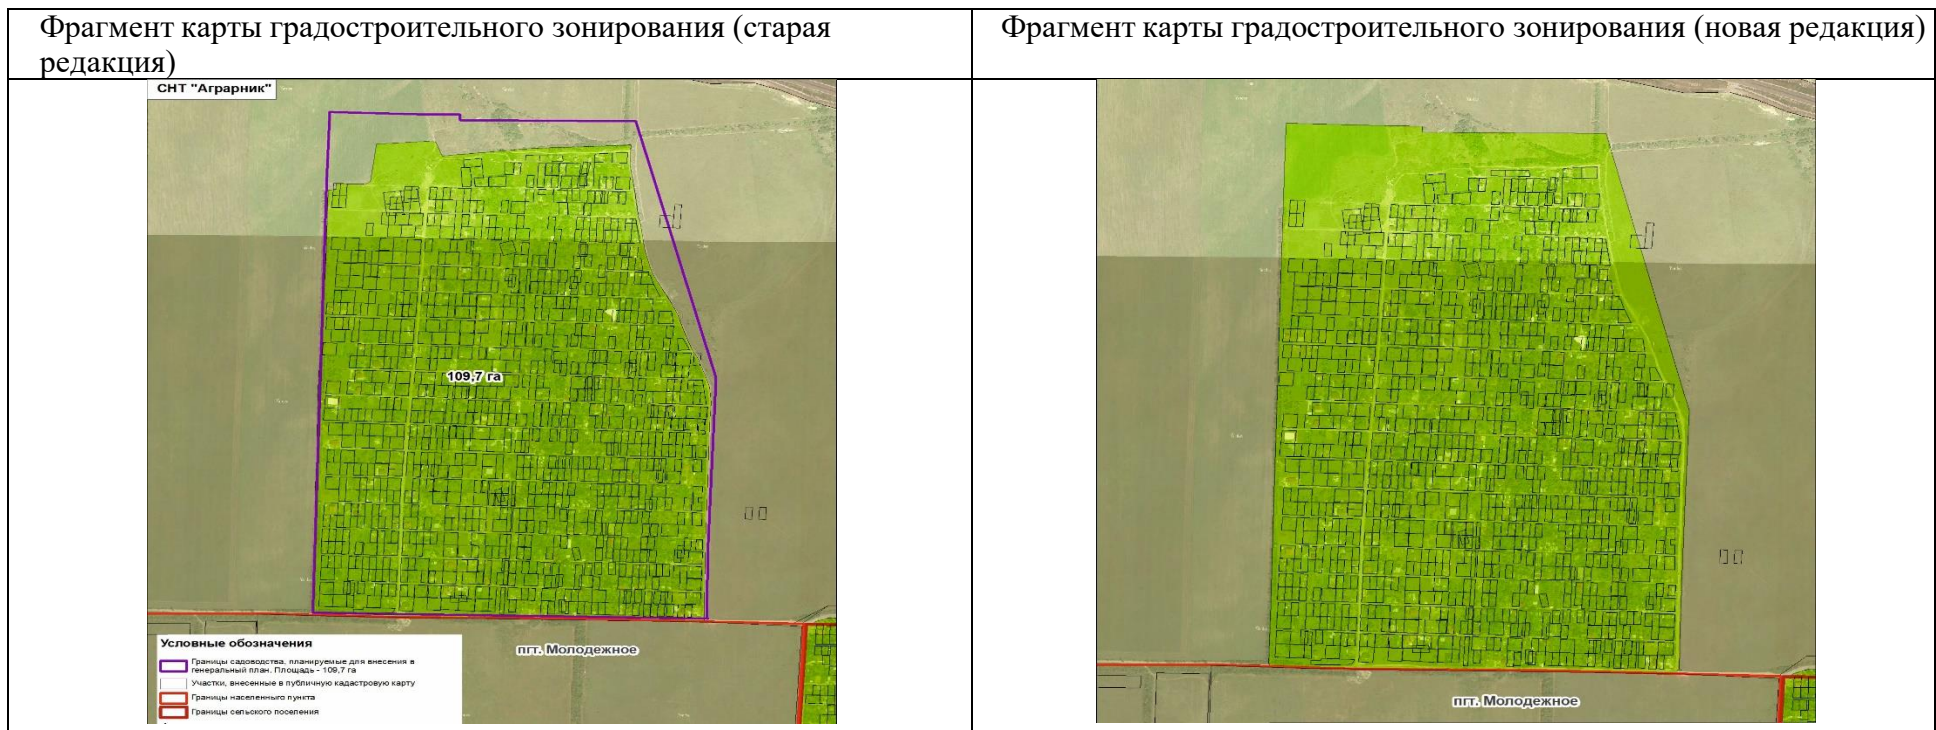 Фрагмент карты градостроительного зонирования (старая
редакция)
Фрагмент карты градостроительного зонирования (новая редакция)
СНТ "Аграрник"
109,7 га
Условные обозначения
Границы садоводства, планируемые для внесения в
генеральный план. Площадь - 109,7 га
Участки, внесенные в публичную кадастровую карту
Границы населенного пункта
Границы сельского поселения
пгт. Молодежное
пгт. Молодежное